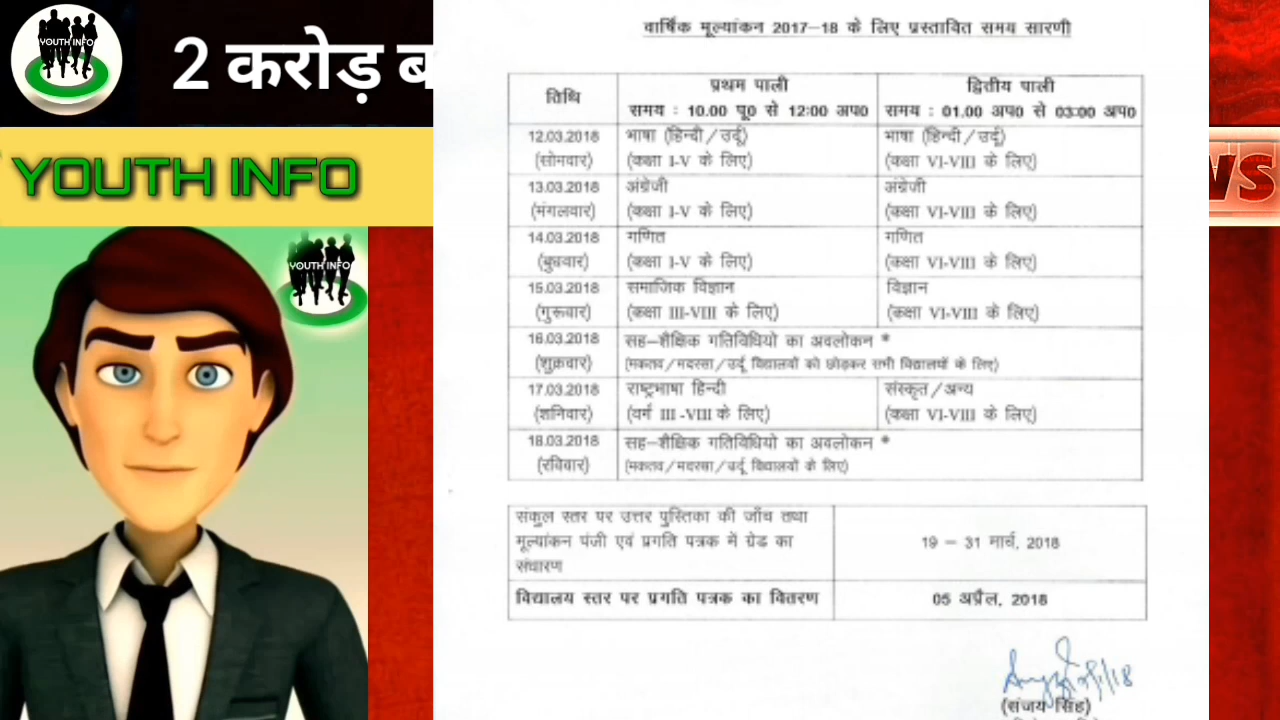 YOUTH INFO
2 करोड़ ब
YOUTH INFO
YOUTH INFO
WS
वार्षिक मूल्यांकन 2017–18 के लिए प्रस्तावित समय सारणी
तिथि
प्रथम पाली
समय : 10.00 पू0 से 12:00 अप0
द्वितीय पाली
समय : 01.00 अप0 से 03:00 अप0
12.03.2018
(सोमवार)
भाषा (हिन्दी/उर्दू)
(कक्षा I-V के लिए)
भाषा (हिन्दी/उर्दू)
(कक्षा VI-VIII के लिए)
13.03.2018
(मंगलवार)
अंग्रेजी
(कक्षा I-V के लिए)
अंग्रेजी
(कक्षा VI-VIII के लिए)
14.03.2018
(बुधवार)
गणित
(कक्षा I-V के लिए)
गणित
(कक्षा VI-VIII के लिए)
15.03.2018
(गुरूवार)
समाजिक विज्ञान
(कक्षा III-VIII के लिए)
विज्ञान
(कक्षा VI-VIII के लिए)
16.03.2018
(शुक्रवार)
सह–शैक्षिक गतिविधियो का अवलोकन *
(मकतव/मदरसा/उर्दू विद्यालयों को छोड़कर सभी विद्यालयों के लिए)
17.03.2018
(शनिवार)
राष्ट्रभाषा हिन्दी
(वर्ग III -VIII के लिए)
संस्कृत/अन्य
(कक्षा VI-VIII के लिए)
18.03.2018
(रविवार)
सह–शैक्षिक गतिविधियो का अवलोकन *
(मकतव/मदरसा/उर्दू विद्यालयों के लिए)
संकुल स्तर पर उत्तर पुस्तिका की जाँच तथा
मूल्यांकन पंजी एवं प्रगति पत्रक में ग्रेड का
संधारण
19 – 31 मार्च, 2018
विद्यालय स्तर पर प्रगति पत्रक का वितरण
05 अप्रैल, 2018
(संजय सिंह)